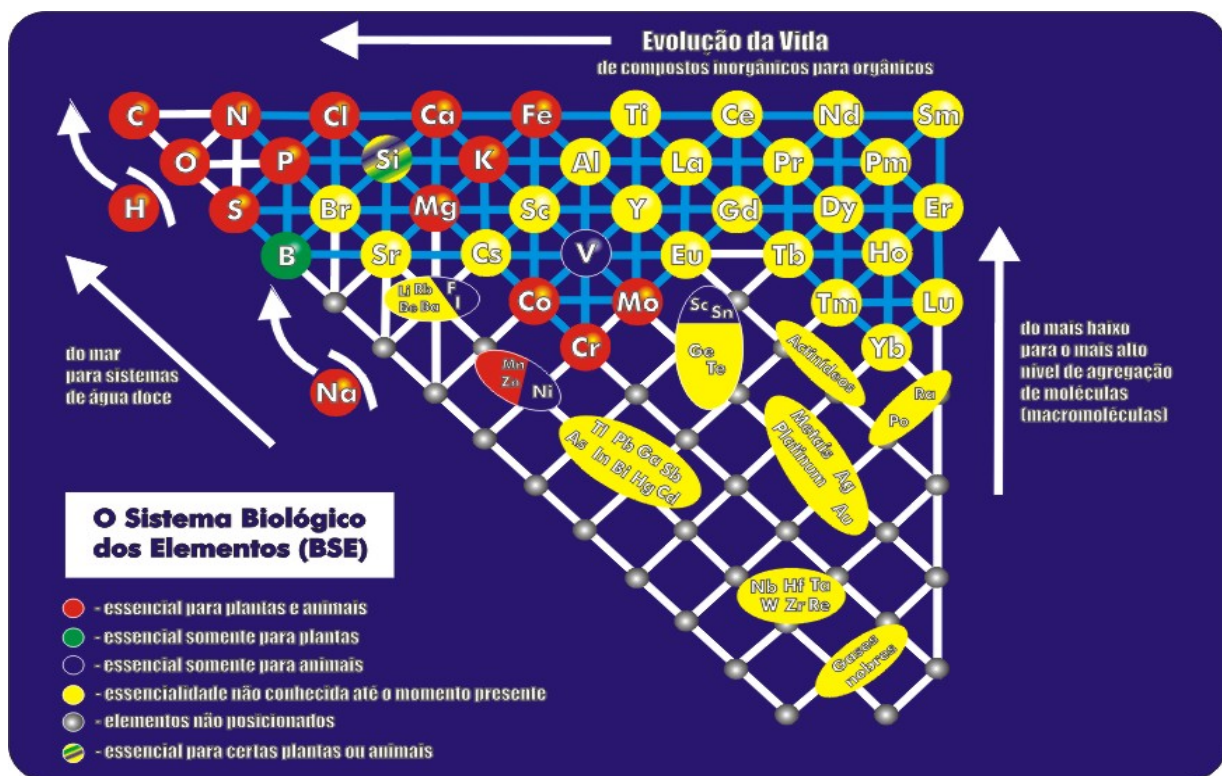 Evolução da Vida
de compostos inorgânicos para orgânicos
C N Cl Ca Fe Ti Ce Nd Sm
O P Si K Al La Pr Pm
H S Br Mg Sc Y Gd Dy Er
B Sr Cs V Eu Tb Ho
Li Rb F
Be Ba I
Co Mo
Sc Sn
Tm Lu
Cr
Ge
Te
Actinídeos
Yb
Mn
Zn Ni
Na
Ra
Po
do mar
para sistemas
de água doce
do mais baixo
para o mais alto
nível de agregação
de moléculas
(macromoléculas)
Tl Pb Ga Sb
As In Bi Hg Cd
Metais Ag
Platinum Au
O Sistema Biológico
dos Elementos (BSE)
Nb Hf Ta
W Zr Re
Gases
nobres
- essencial para plantas e animais
- essencial somente para plantas
- essencial somente para animais
- essencialidade não conhecida até o momento presente
- elementos não posicionados
- essencial para certas plantas ou animais